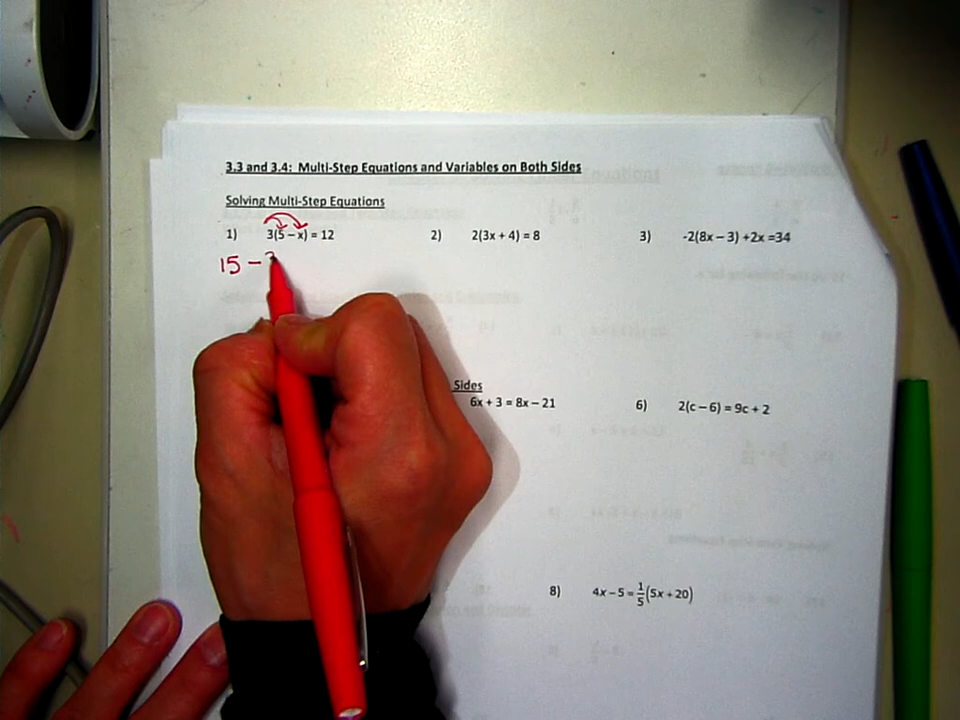 3.3 and 3.4: Multi-Step Equations and Variables on Both Sides
Solving Multi-Step Equations
1) 3(5 – x) = 12 2) 2(3x + 4) = 8 3) -2(8x – 3) +2x =34
15 –
Sides
6x + 3 = 8x – 21 6) 2(c – 6) = 9c + 2
8) 4x – 5 = 1/5(5x + 20)